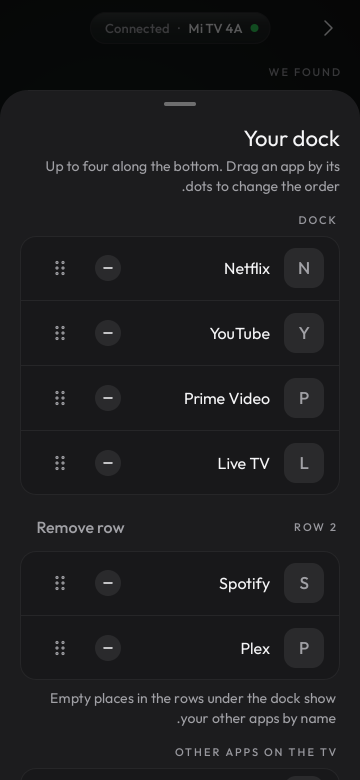 Connected · Mi TV 4A
WE FOUND
Your dock
Up to four along the bottom. Drag an app by its
.dots to change the order
DOCK
Netflix N
YouTube Y
Prime Video P
Live TV L
Remove row ROW 2
Spotify S
Plex P
Empty places in the rows under the dock show
.your other apps by name
OTHER APPS ON THE TV